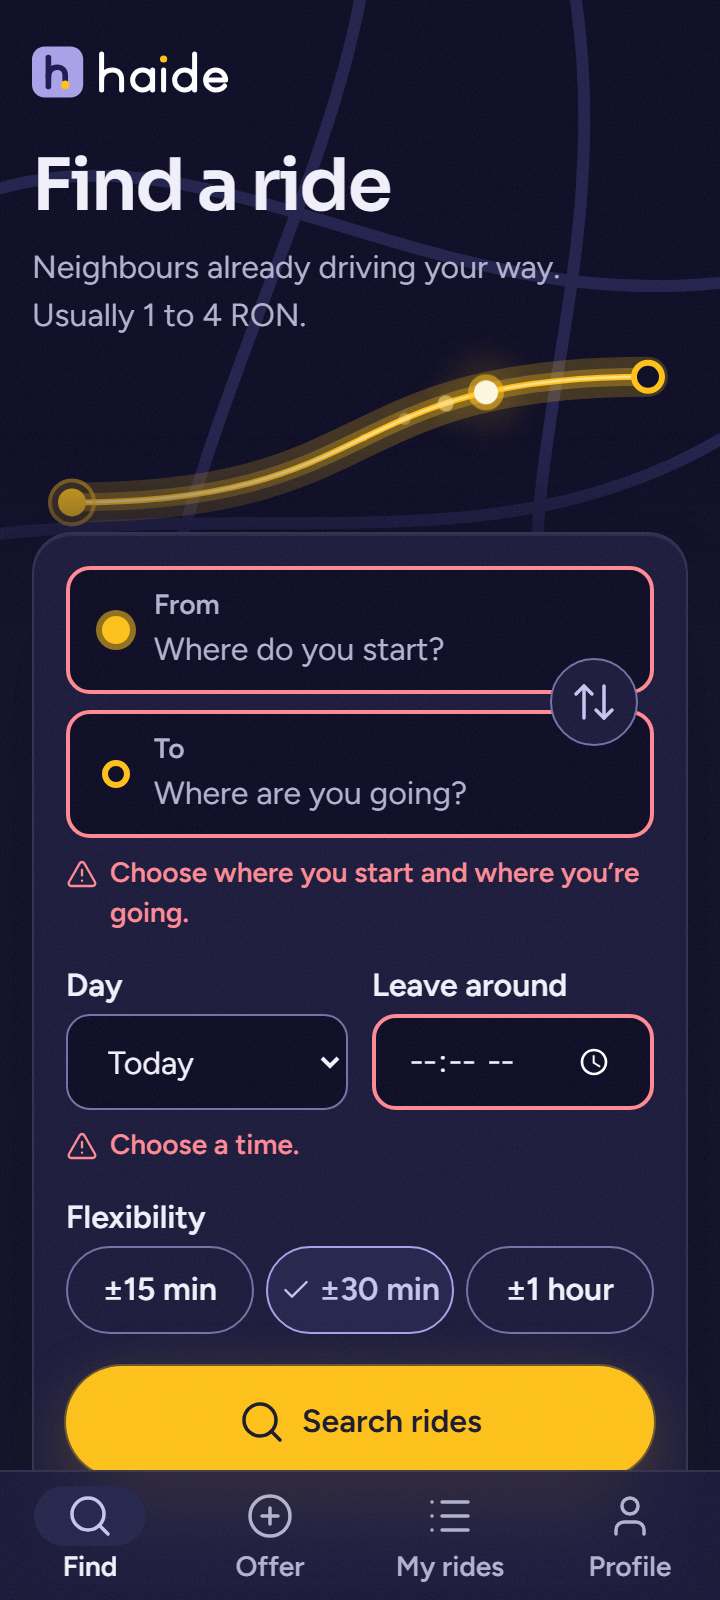 h.
haide
Find a ride
Neighbours already driving your way.
Usually 1 to 4 RON.
From
Where do you start?
To
Where are you going?
Choose where you start and where you’re
going.
Day
Leave around
Today
--:-- --
Choose a time.
Flexibility
±15 min
±30 min
±1 hour
Search rides
Find
Offer
My rides
Profile